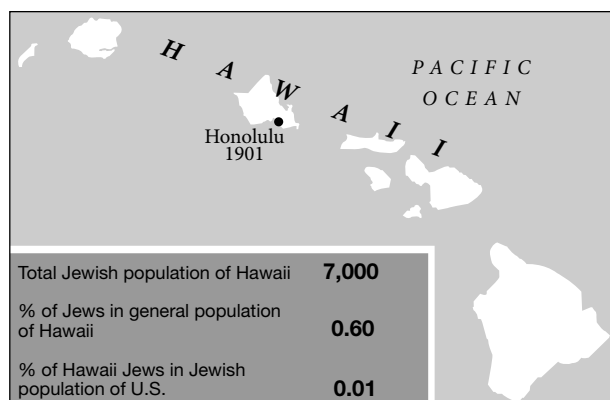 HAWAII
PACIFIC
OCEAN
Honolulu
1901
Total Jewish population of Hawaii 7,000
% of Jews in general population
of Hawaii 0.60
% of Hawaii Jews in Jewish
population of U.S. 0.01